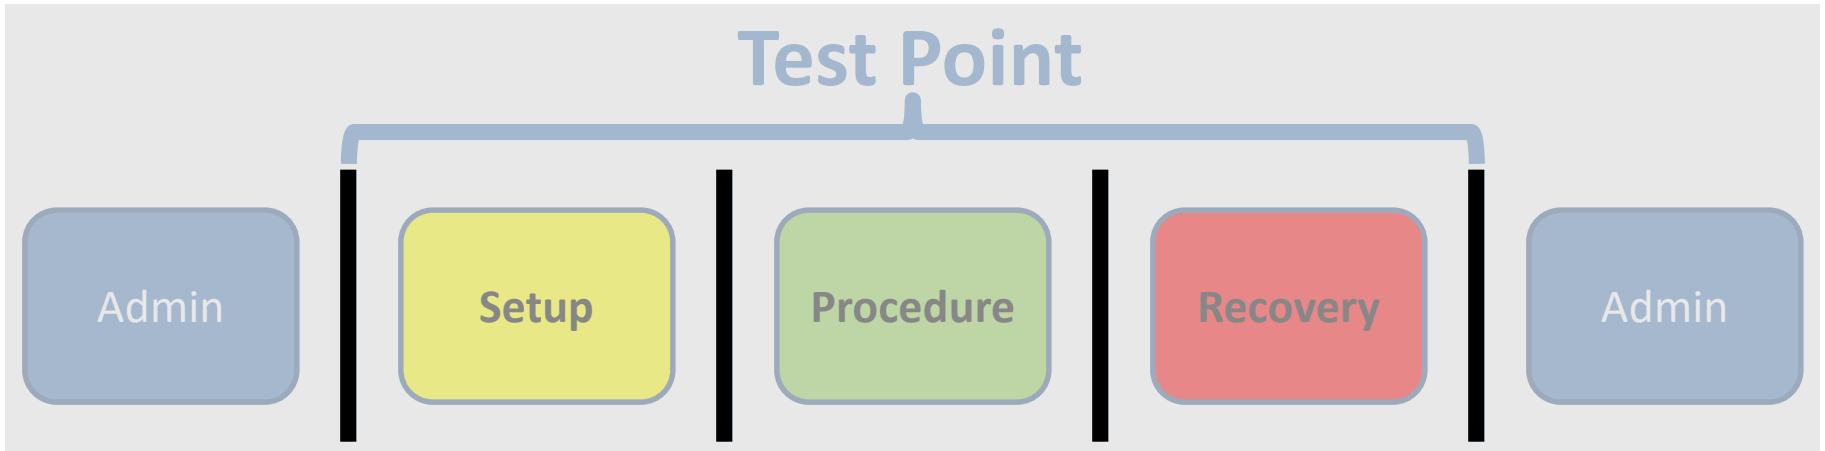 Test Point
Admin
Setup
Procedure
Recovery
Admin